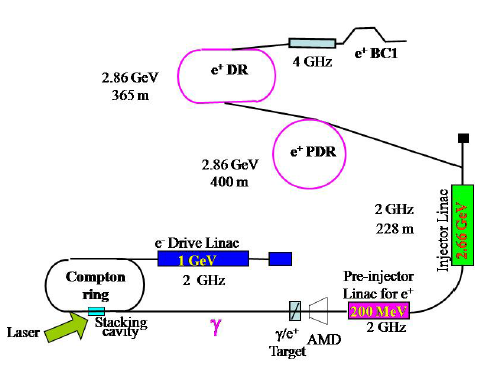 e⁺ DR
4 GHz
e⁺ BC1
2.86 GeV
365 m
e⁺ PDR
2.86 GeV
400 m
2 GHz
228 m
Injector Linac
2.66 GeV
e⁻ Drive Linac
1 GeV
2 GHz
Compton
ring
Pre-injector
Linac for e⁺
200 MeV
2 GHz
Laser
Stacking
cavity
γ
γ/e⁺
Target
AMD